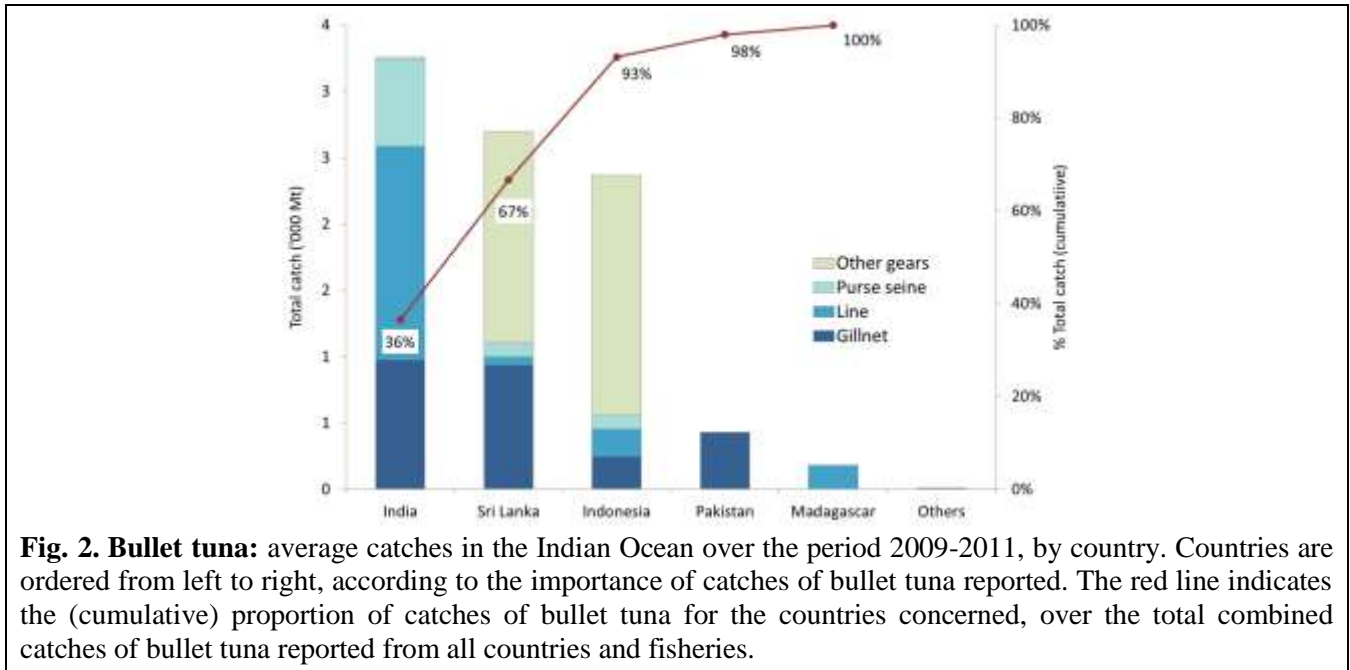 4
3
3
2
2
1
1
0
Total catch ('000 Mt)
100%
80%
60%
40%
20%
0%
% Total catch (cumulatiive)
36%
67%
93%
98%
100%
Other gears
Purse seine
Line
Gillnet
India
Sri Lanka
Indonesia
Pakistan
Madagascar
Others
Fig. 2. Bullet tuna: average catches in the Indian Ocean over the period 2009-2011, by country. Countries are
ordered from left to right, according to the importance of catches of bullet tuna reported. The red line indicates
the (cumulative) proportion of catches of bullet tuna for the countries concerned, over the total combined
catches of bullet tuna reported from all countries and fisheries.